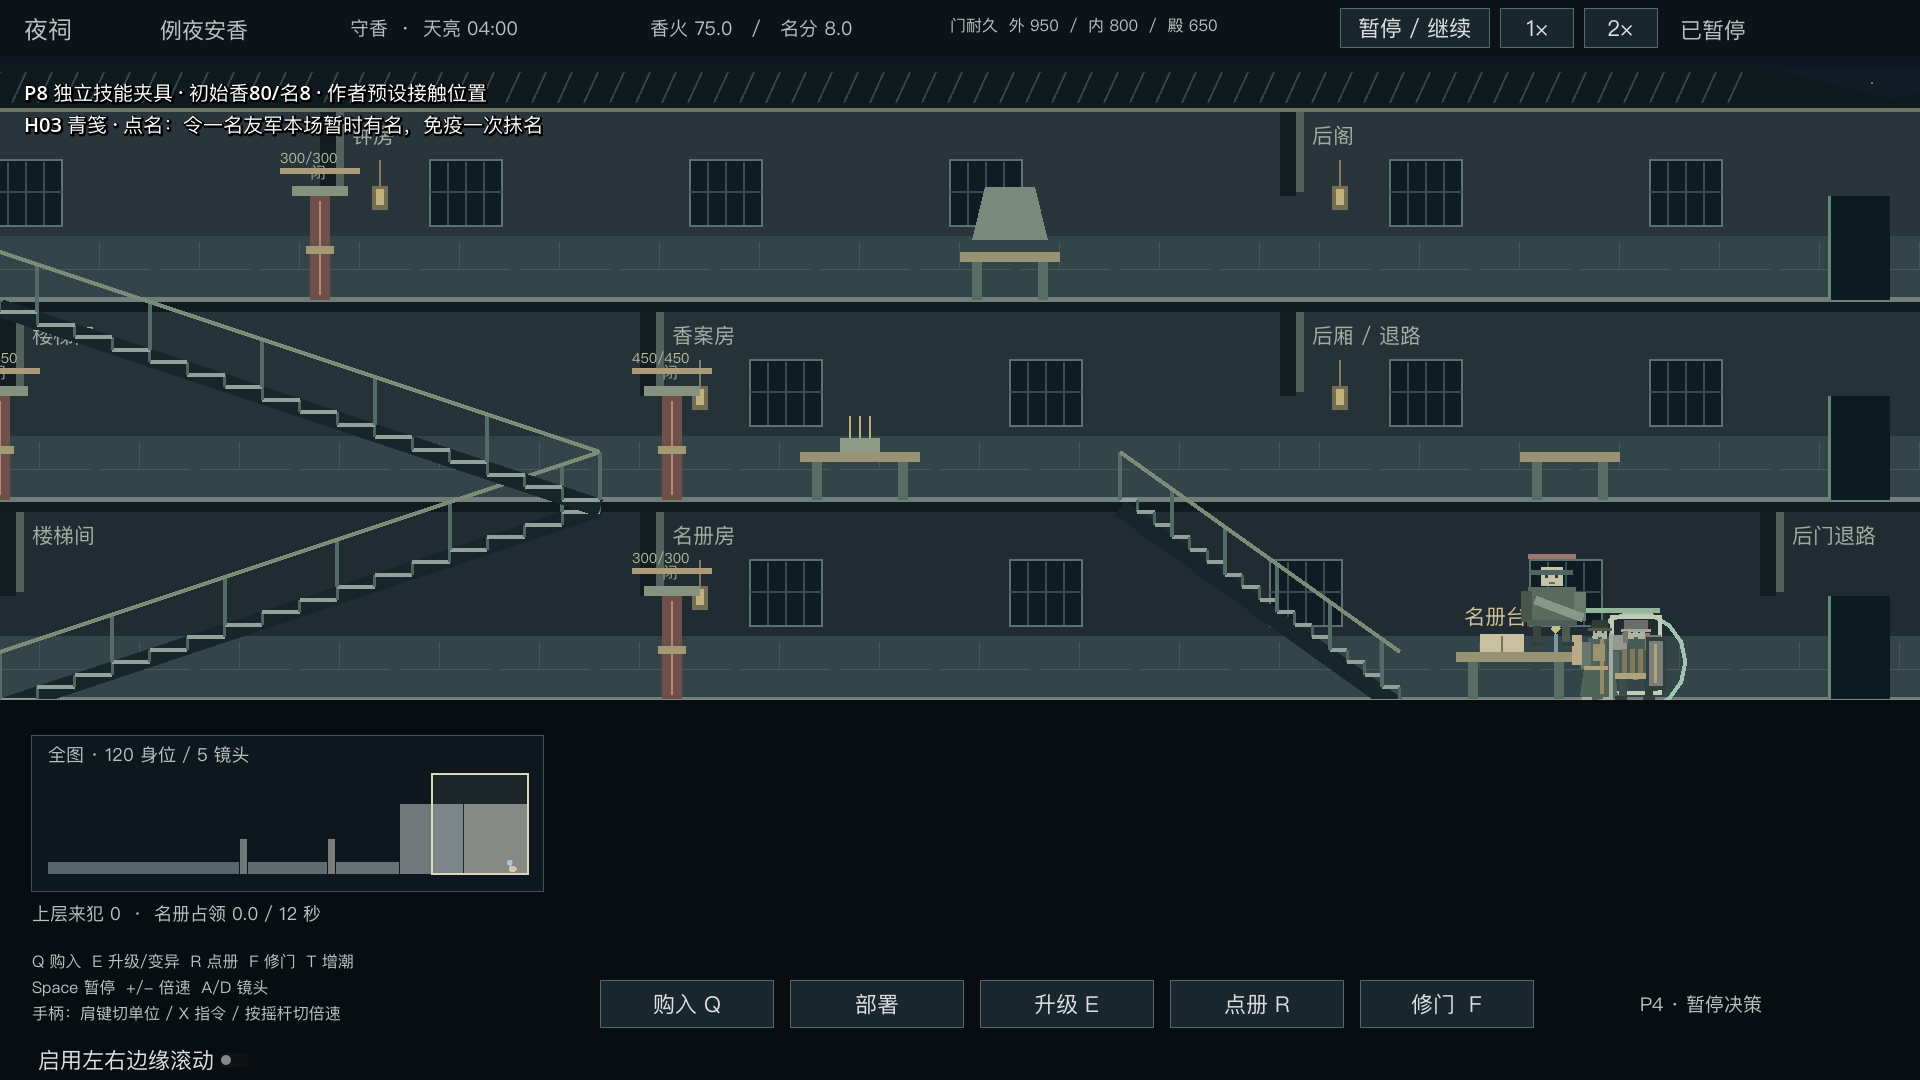 夜祠
例夜安香
守香 · 天亮 04:00
香火 75.0 / 名分 8.0
门耐久 外 950 / 内 800 / 殿 650
暂停 / 继续
1×
2×
已暂停
P8 独立技能夹具 · 初始香80/名8 · 作者预设接触位置
H03 青笺 · 点名：令一名友军本场暂时有名，免疫一次抹名
后阁
300/300
闭
香案房
后厢 / 退路
50
450/450
闭
楼梯间
名册房
后门退路
300/300
闭
名册台
全图 · 120 身位 / 5 镜头
上层来犯 0 · 名册占领 0.0 / 12 秒
Q 购入 E 升级/变异 R 点册 F 修门 T 增潮
Space 暂停 +/− 倍速 A/D 镜头
手柄：肩键切单位 / X 指令 / 按摇杆切倍速
购入 Q
部署
升级 E
点册 R
修门 F
P4 · 暂停决策
启用左右边缘滚动